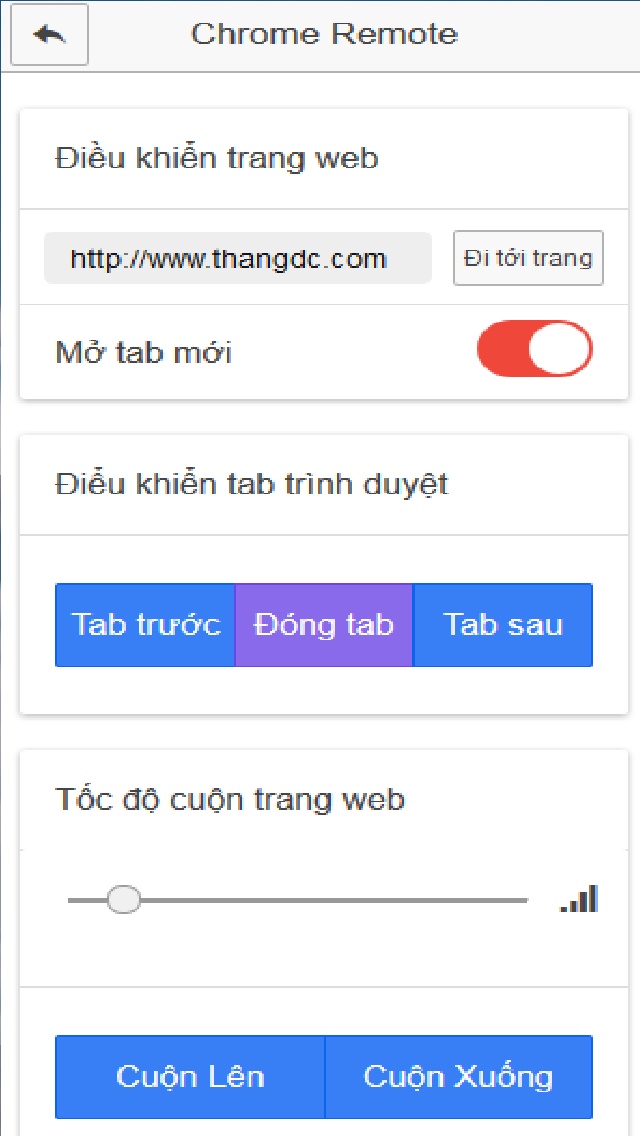 Chrome Remote
Điều khiển trang web
http://www.thangdc.com
Đi tới trang
Mở tab mới
Điểu khiển tab trình duyệt
Tab trước
Đóng tab
Tab sau
Tốc độ cuộn trang web
Cuộn Lên
Cuộn Xuống